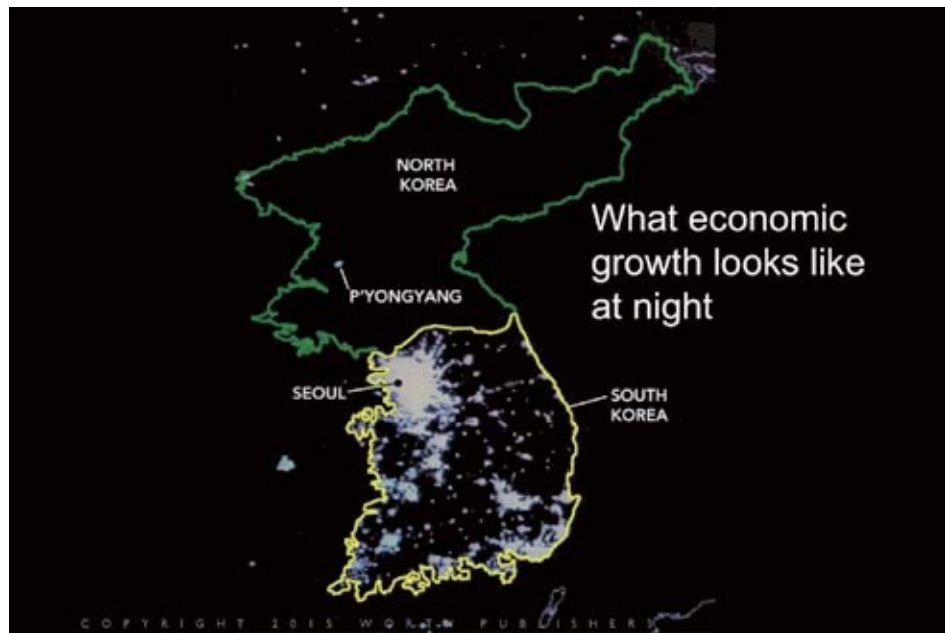 NORTH
KOREA
What economic
growth looks like
at night
P'YONGYANG
SEOUL
SOUTH
KOREA
COPYRIGHT 2015 WORTH PUBLISHERS